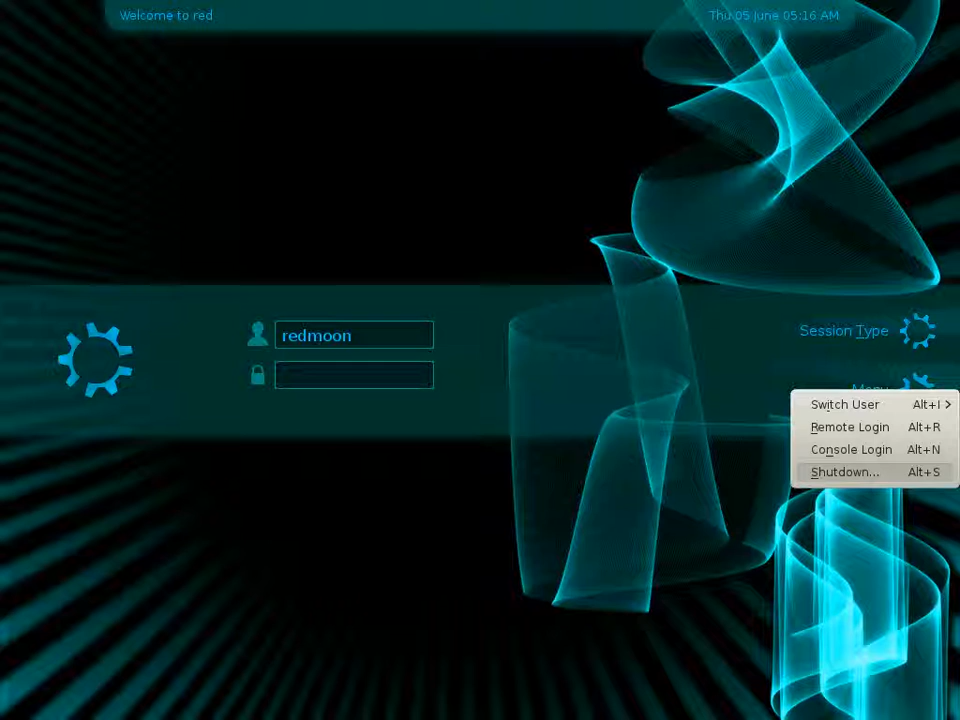 Welcome to red
Thu 05 June 05:16 AM
redmoon
Session Type
Menu
Switch User Alt+I
Remote Login Alt+R
Console Login Alt+N
Shutdown... Alt+S